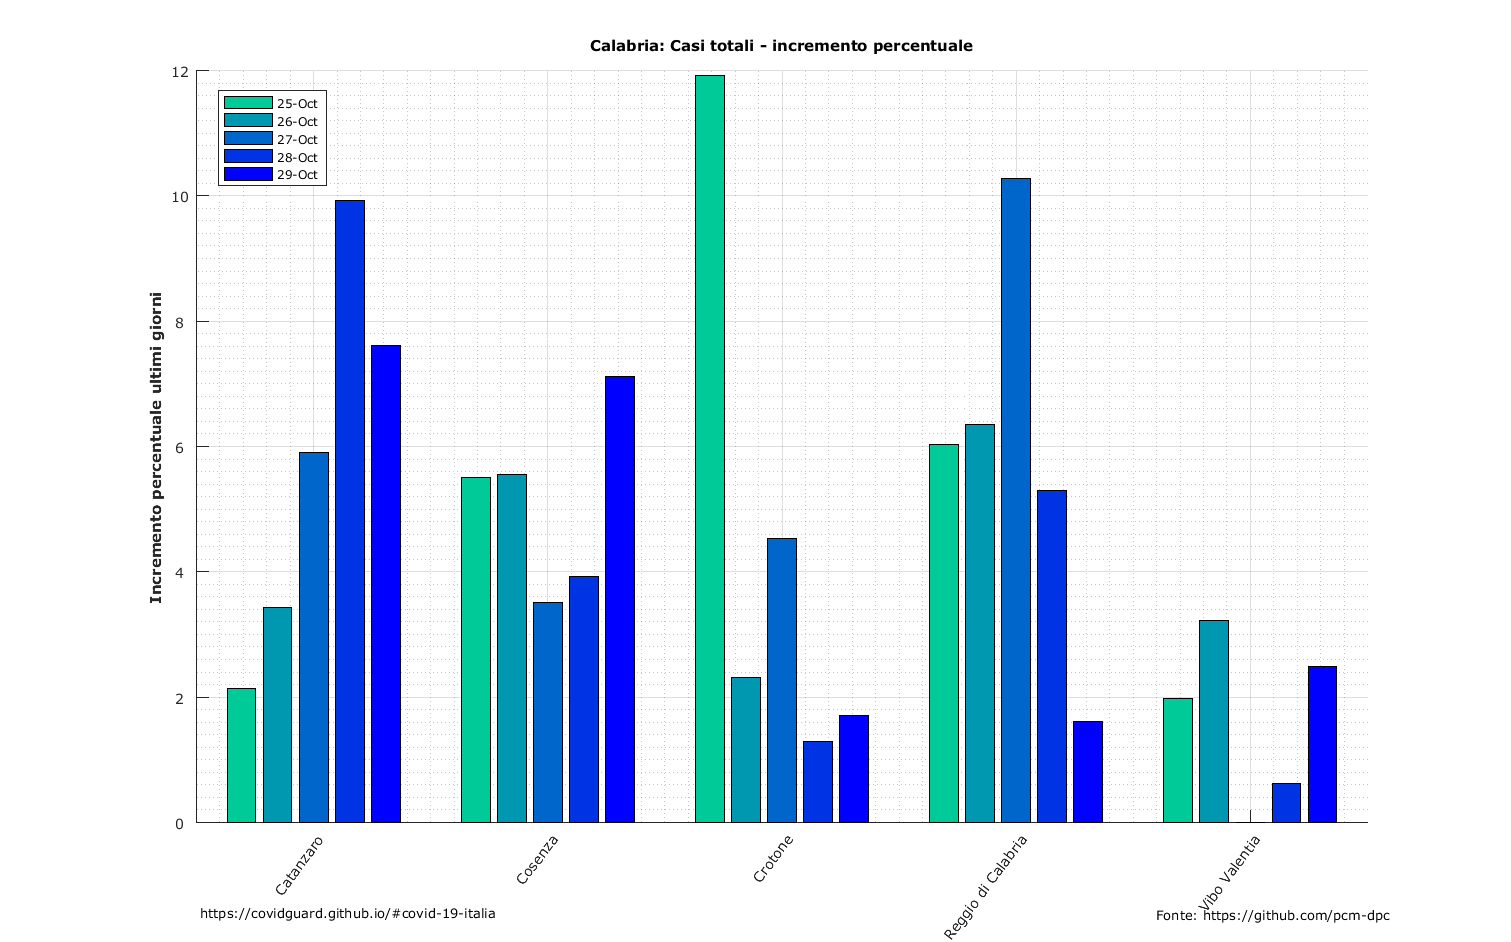 Calabria: Casi totali - incremento percentuale
25-Oct
26-Oct
27-Oct
28-Oct
29-Oct
Incremento percentuale ultimi giorni
12
10
8
6
4
2
0
Catanzaro
Cosenza
Crotone
Reggio di Calabria
Vibo Valentia
https://covidguard.github.io/#covid-19-italia
Fonte: https://github.com/pcm-dpc